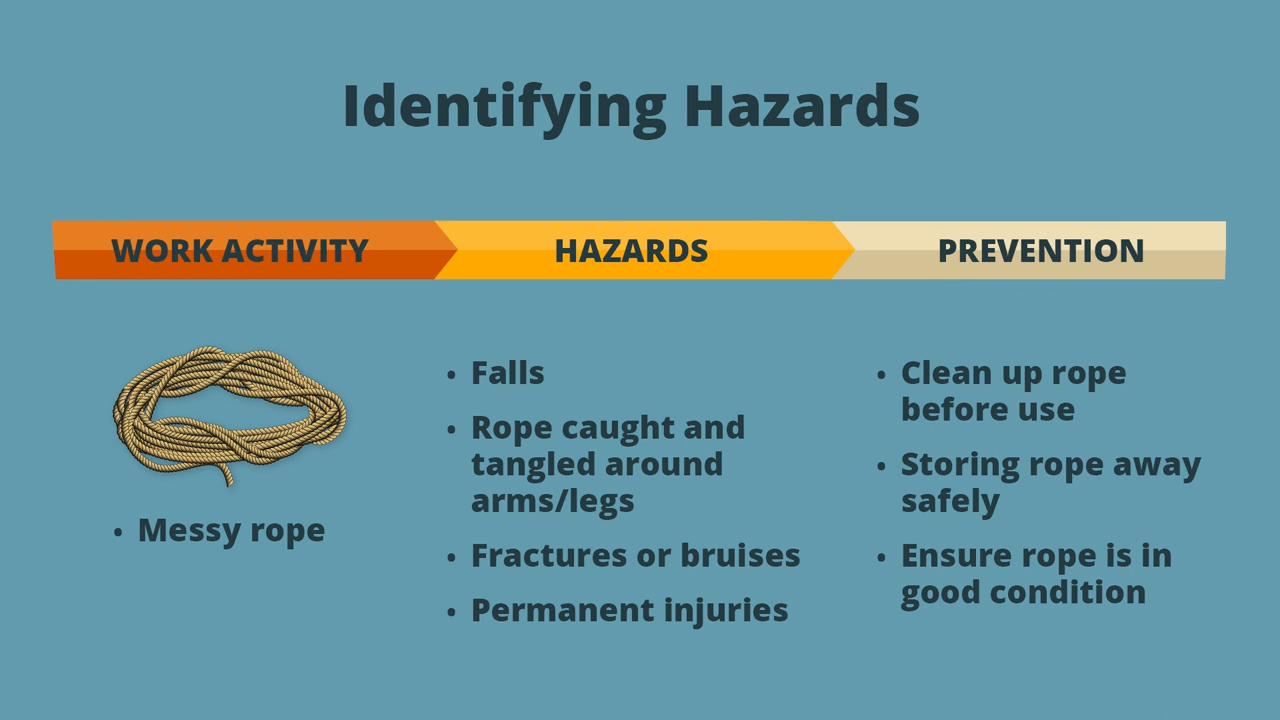 Identifying Hazards
WORK ACTIVITY
HAZARDS
PREVENTION
• Messy rope
• Falls
• Rope caught and
tangled around
arms/legs
• Fractures or bruises
• Permanent injuries
• Clean up rope
before use
• Storing rope away
safely
• Ensure rope is in
good condition